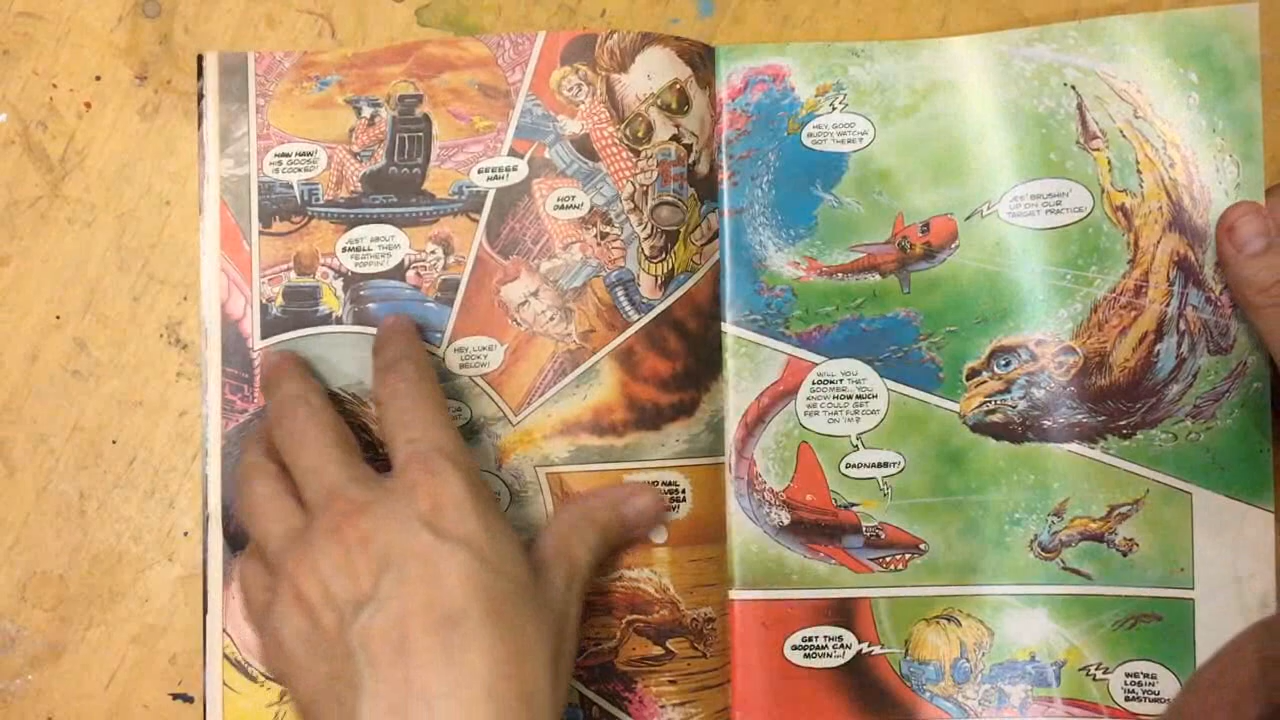 HAW HAW!
HIS GOOSE
IS COOKED!
EEEEEE
HAH!
HOT
DAMN!
JEST ABOUT
SMELL THEM
FEATHERS
POPPIN'!
HEY, LUKE!
LOOKY
BELOW!
AND NAIL
SEA
HEY, GOOD
BUDDY, WATCHA
GOT THERE?
JES' BRUSHIN'
UP ON OUR
TARGET PRACTICE!
WILL YOU
LOOKIT THAT
GOOMER... YOU
KNOW HOW MUCH
WE COULD GET
FER THAT FUR COAT
ON 'IM?
DADNABBIT!
GET THIS
GODDAM CAN
MOVIN'...!
WE'RE
LOSIN'
'IM, YOU
BASTURDS